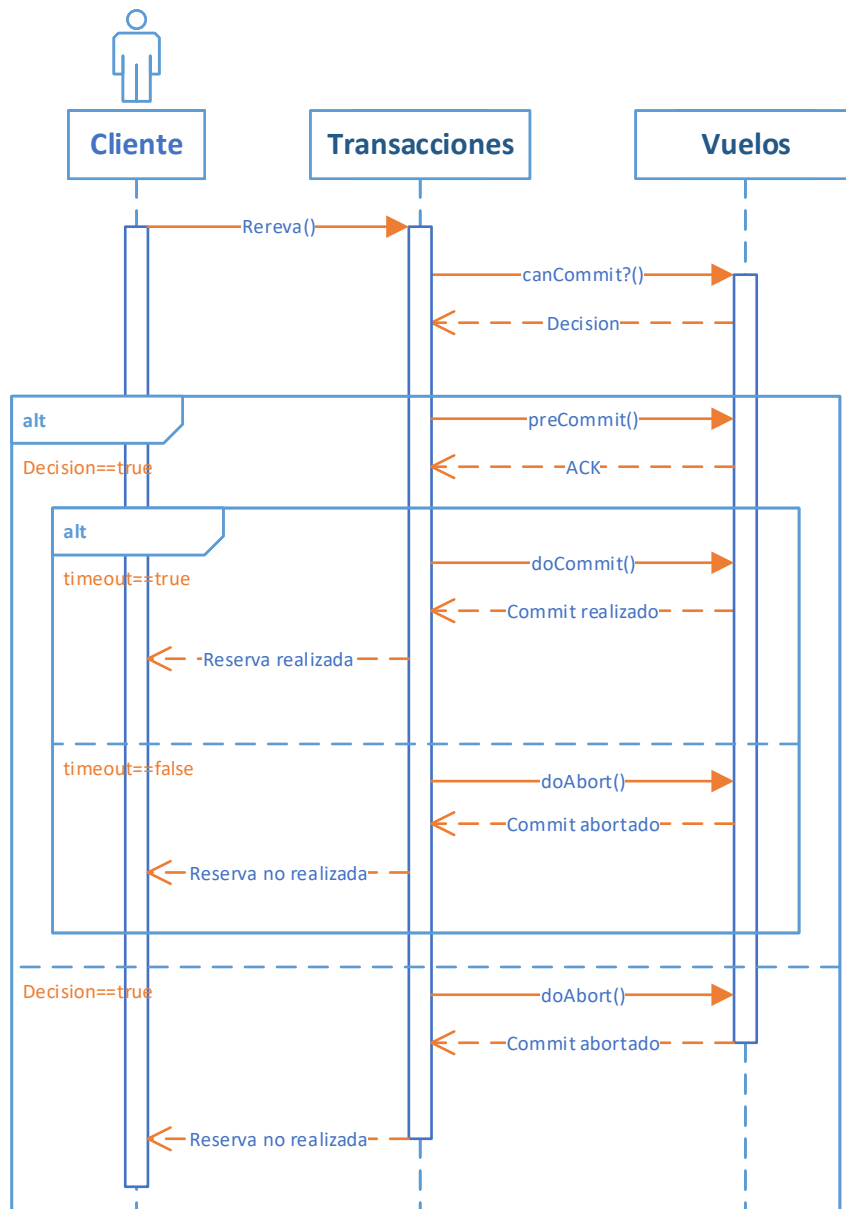 Cliente
Transacciones
Vuelos
Rereva()
canCommit?()
Decision
alt
preCommit()
Decision==true
ACK
alt
doCommit()
timeout==true
Commit realizado
Reserva realizada
timeout==false
doAbort()
Commit abortado
Reserva no realizada
Decision==true
doAbort()
Commit abortado
Reserva no realizada